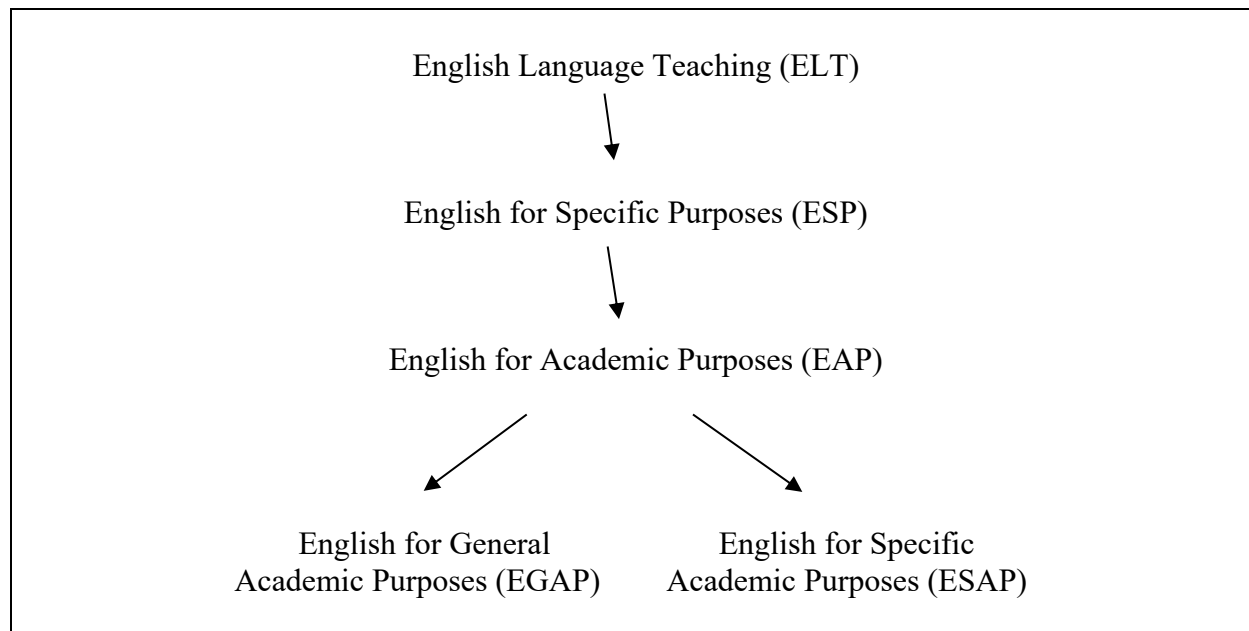 English Language Teaching (ELT)
English for Specific Purposes (ESP)
English for Academic Purposes (EAP)
English for General
Academic Purposes (EGAP)
English for Specific
Academic Purposes (ESAP)